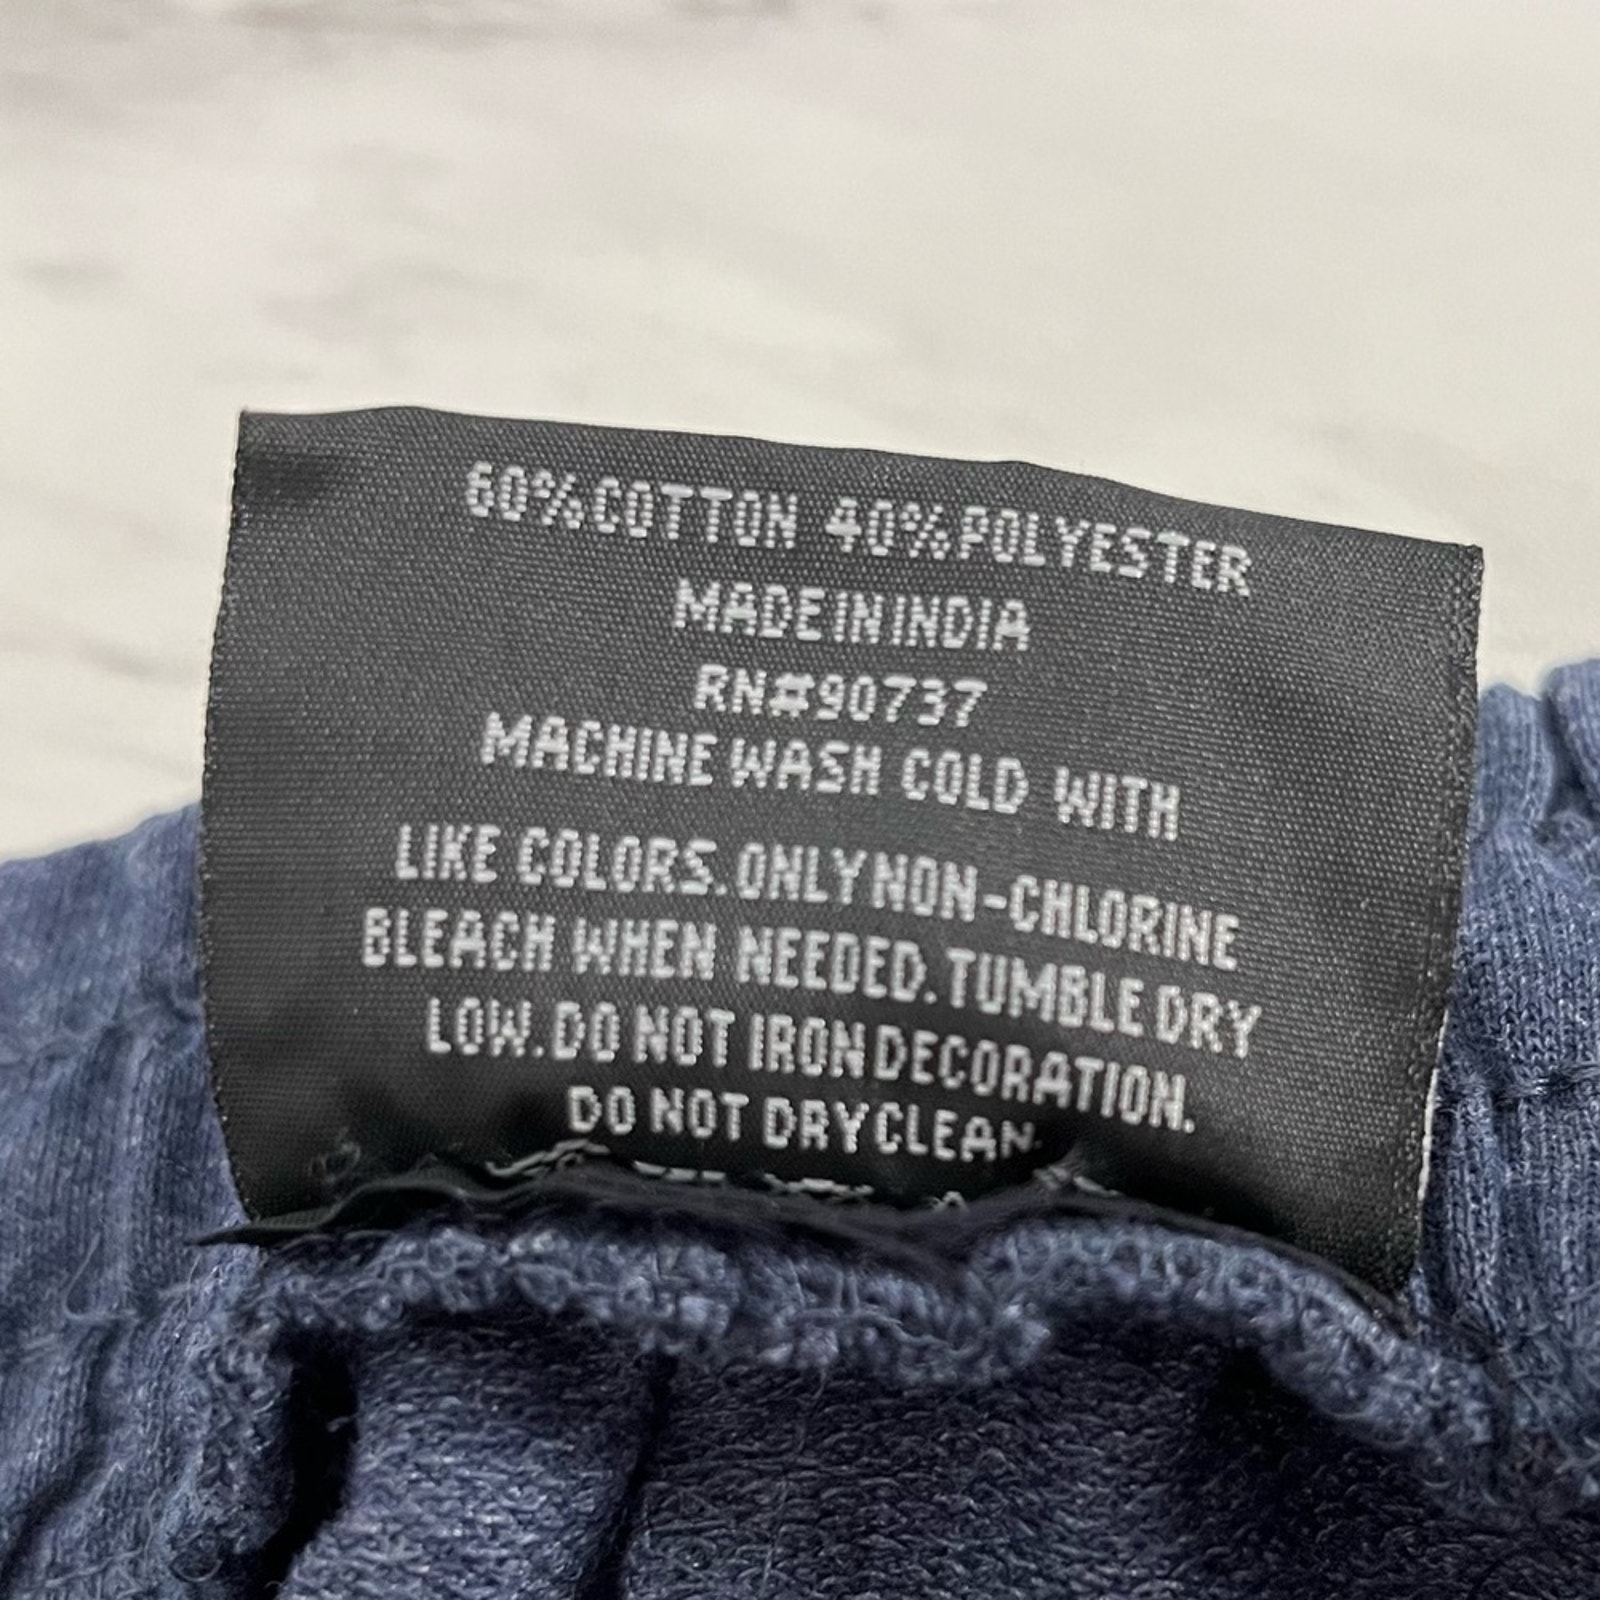 60%COTTON 40%POLYESTER
MADE IN INDIA
RN#90737
MACHINE WASH COLD WITH
LIKE COLORS.ONLY NON-CHLORINE
BLEACH WHEN NEEDED.TUMBLE DRY
LOW.DO NOT IRON DECORATION.
DO NOT DRYCLEAN.